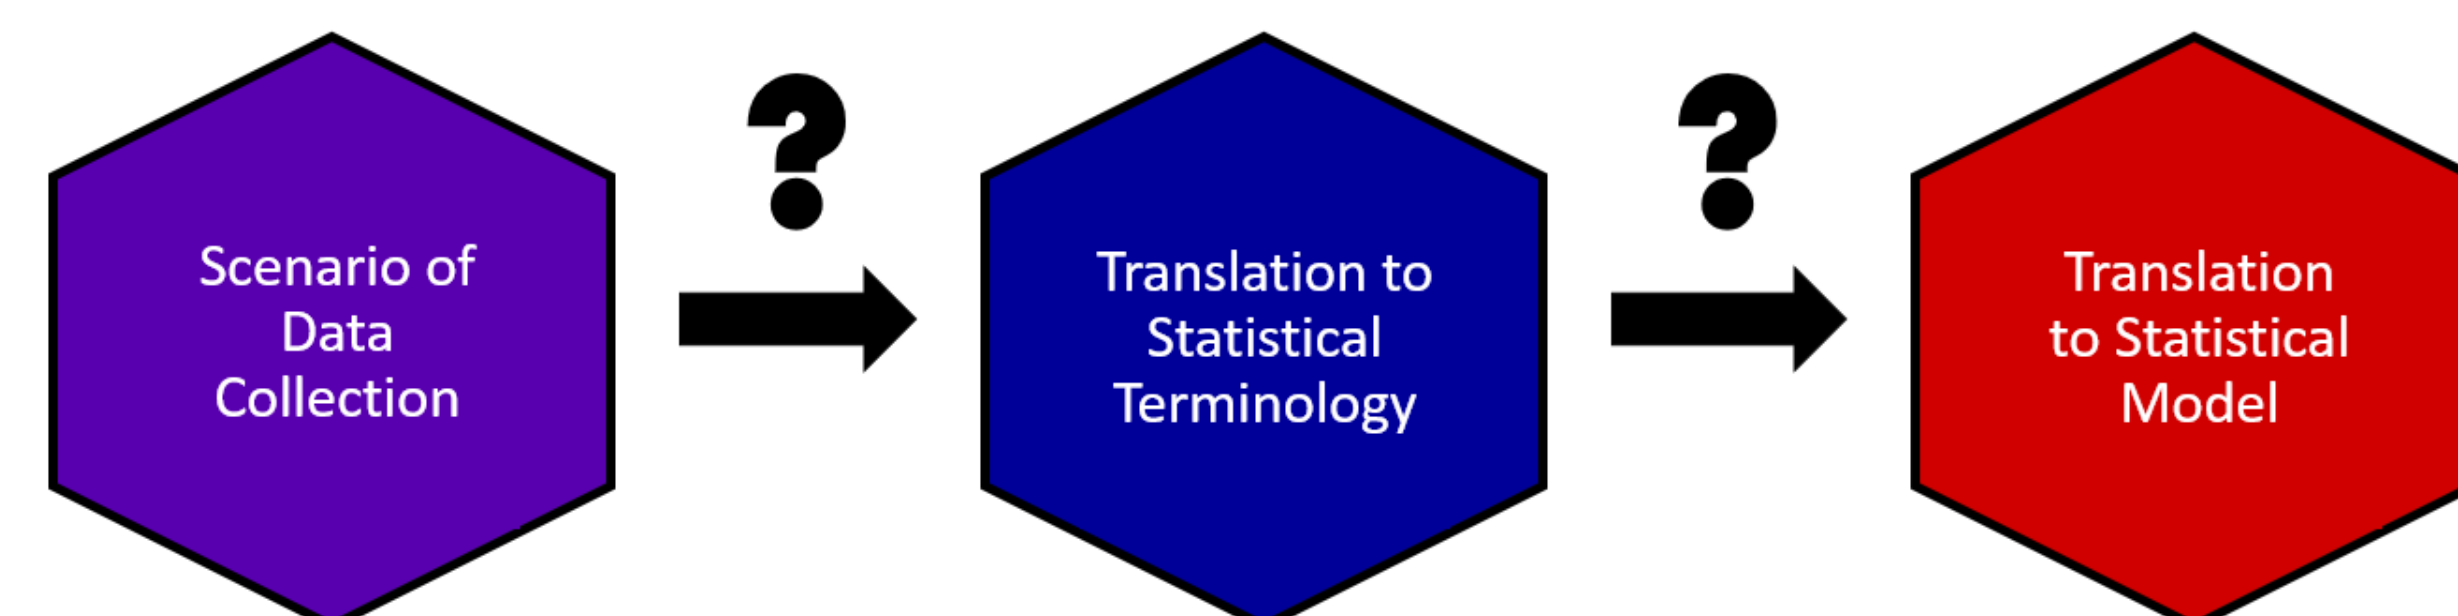 Scenario of
Data
Collection
?
Translation to
Statistical
Terminology
?
Translation
to Statistical
Model